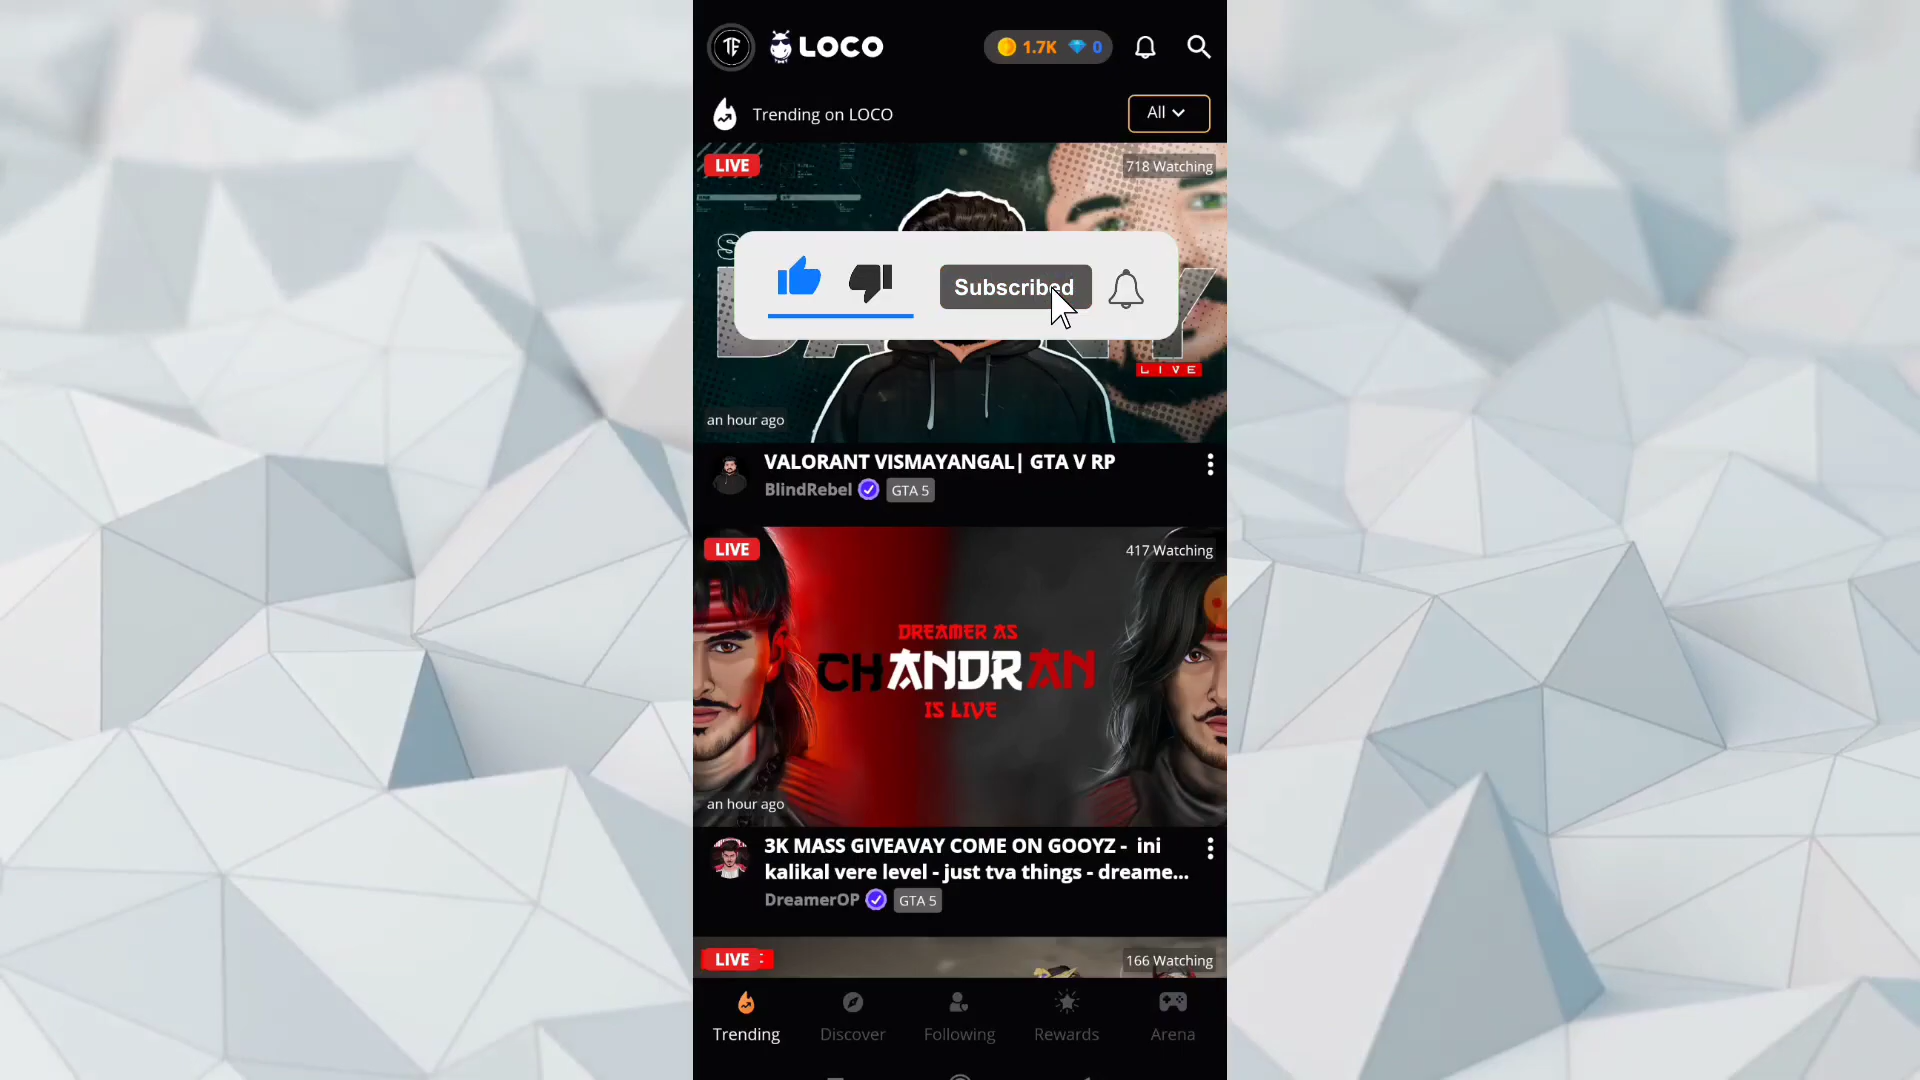 TE LOCO 1.7K 0
Trending on LOCO All
LIVE 718 Watching
Subscribed
LIVE
an hour ago
VALORANT VISMAYANGAL| GTA V RP
BlindRebel GTA 5
LIVE 417 Watching
DREAMER AS
CHANDRAN
IS LIVE
an hour ago
3K MASS GIVEAVAY COME ON GOOYZ - ini
kalikal vere level - just tva things - dreame...
DreamerOP GTA 5
LIVE 166 Watching
Trending Discover Following Rewards Arena